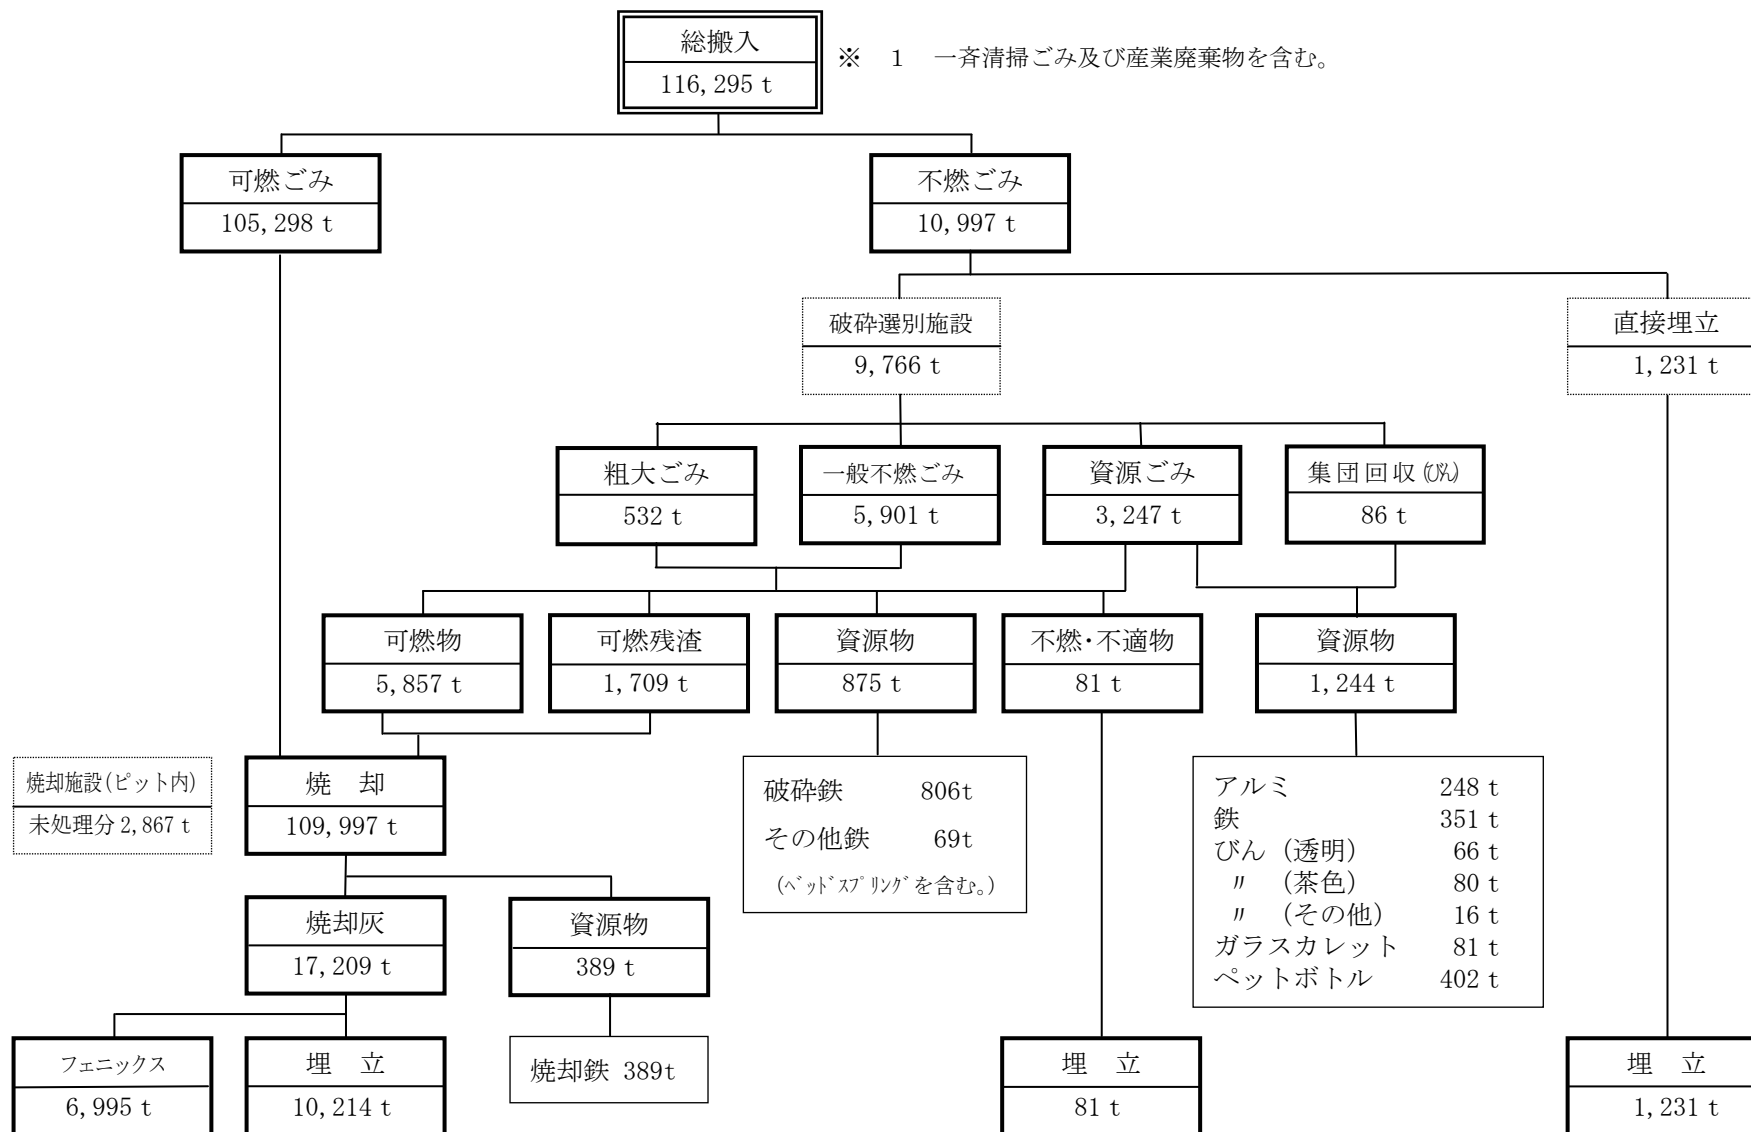 総搬入
116,295 t
※ 1 一斉清掃ごみ及び産業廃棄物を含む。
可燃ごみ
105,298 t
不燃ごみ
10,997 t
破砕選別施設
9,766 t
直接埋立
1,231 t
粗大ごみ
532 t
一般不燃ごみ
5,901 t
資源ごみ
3,247 t
集団回収(びん)
86 t
可燃物
5,857 t
可燃残渣
1,709 t
資源物
875 t
不燃・不適物
81 t
資源物
1,244 t
焼却施設(ピット内)
未処理分 2,867 t
焼 却
109,997 t
破砕鉄 806t
その他鉄 69t
(ベッドスプリングを含む。)
アルミ 248 t
鉄 351 t
びん(透明) 66 t
〃 (茶色) 80 t
〃 (その他) 16 t
ガラスカレット 81 t
ペットボトル 402 t
焼却灰
17,209 t
資源物
389 t
フェニックス
6,995 t
埋 立
10,214 t
焼却鉄 389t
埋 立
81 t
埋 立
1,231 t